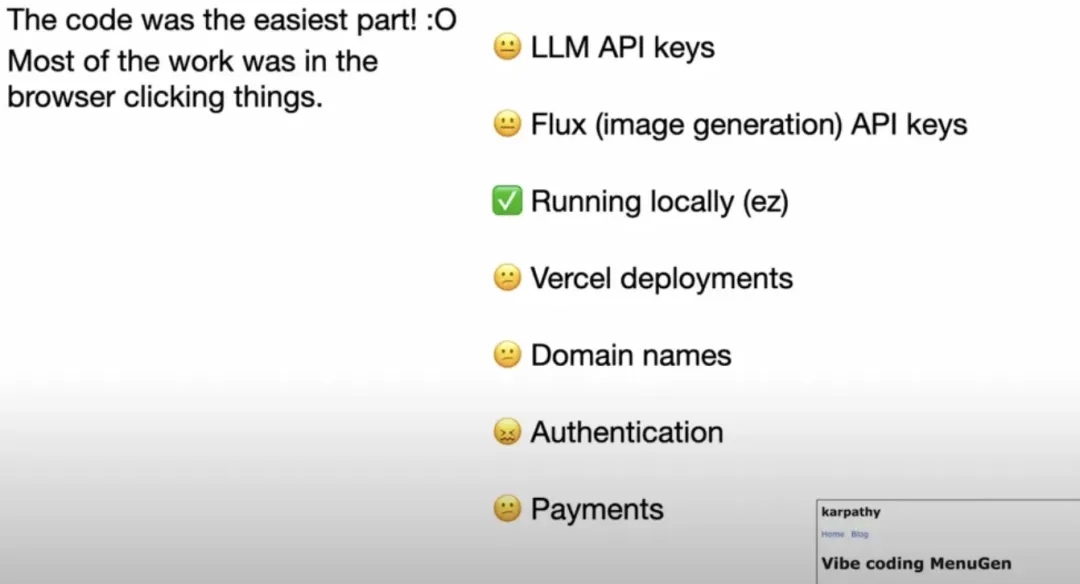 The code was the easiest part! :O
Most of the work was in the
browser clicking things.
😐 LLM API keys
😐 Flux (image generation) API keys
✅ Running locally (ez)
😕 Vercel deployments
😕 Domain names
😖 Authentication
😕 Payments
karpathy
Home Blog
Vibe coding MenuGen